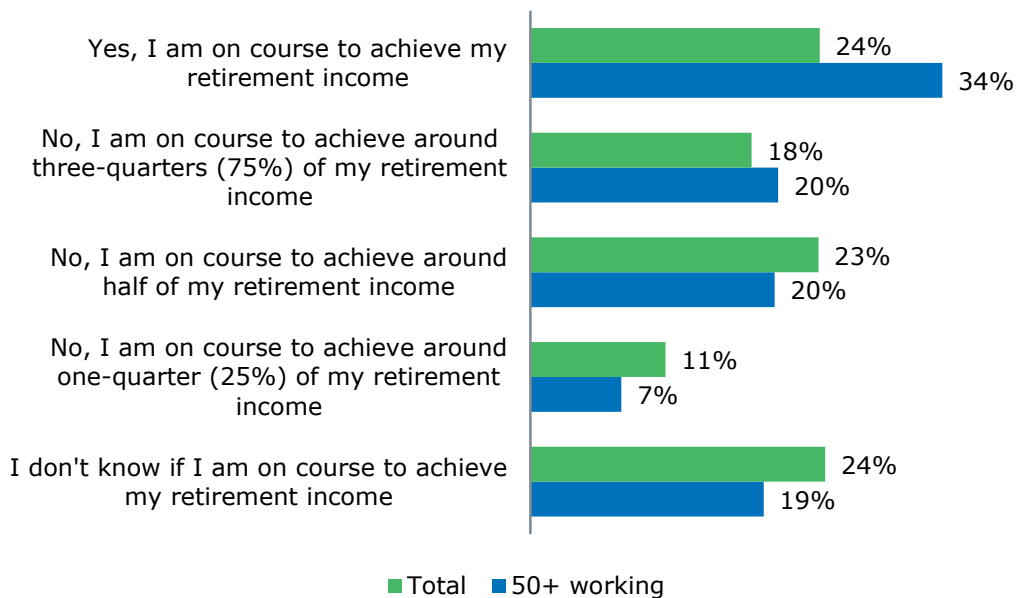 Yes, I am on course to achieve my
retirement income
24%
34%
No, I am on course to achieve around
three-quarters (75%) of my retirement
income
18%
20%
No, I am on course to achieve around
half of my retirement income
23%
20%
No, I am on course to achieve around
one-quarter (25%) of my retirement
income
11%
7%
I don't know if I am on course to achieve
my retirement income
24%
19%
Total 50+ working